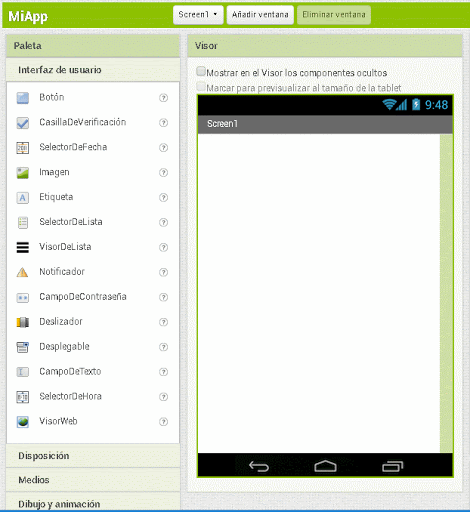 MiApp
Screen1
Añadir ventana
Eliminar ventana
Paleta
Interfaz de usuario
Botón
CasillaDeVerificación
SelectorDeFecha
Imagen
Etiqueta
SelectorDeLista
VisorDeLista
Notificador
CampoDeContraseña
Deslizador
Desplegable
CampoDeTexto
SelectorDeHora
VisorWeb
Disposición
Medios
Dibujo y animación
Visor
Mostrar en el Visor los componentes ocultos
Marcar para previsualizar al tamaño de la tablet
9:48
Screen1